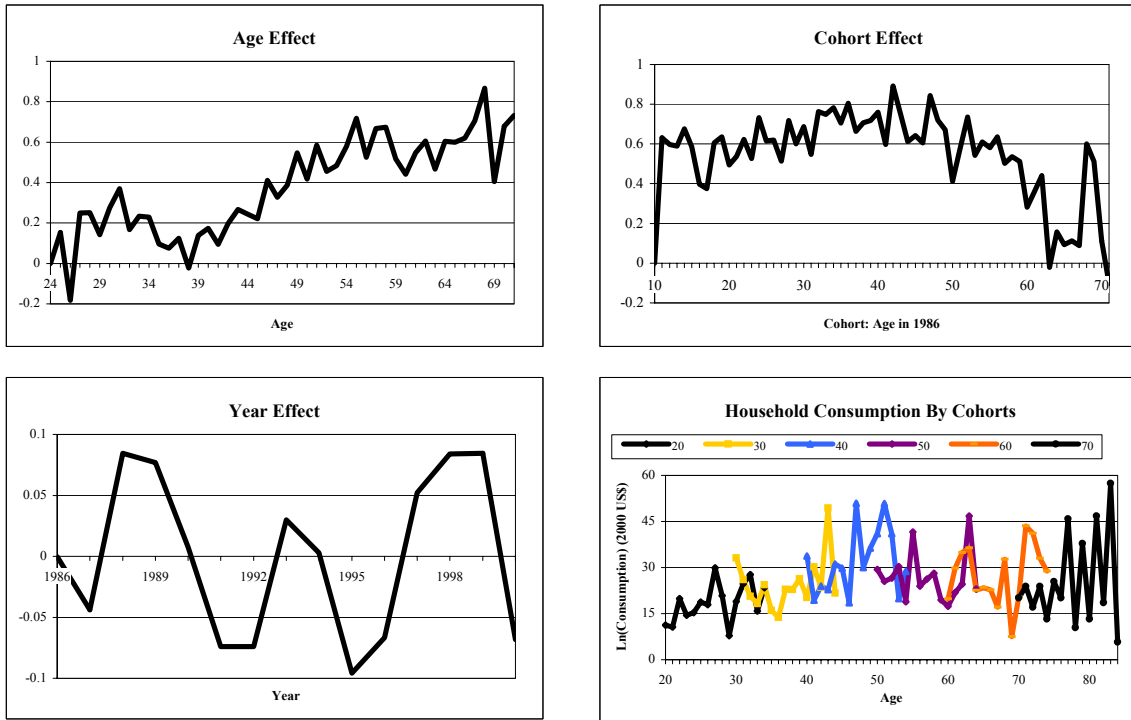 Age Effect
1
0.8
0.6
0.4
0.2
0
-0.2
24 29 34 39 44 49 54 59 64 69
Age
Cohort Effect
1
0.8
0.6
0.4
0.2
0
-0.2
10 20 30 40 50 60 70
Cohort: Age in 1986
Year Effect
0.1
0.05
0
-0.05
-0.1
1986 1989 1992 1995 1998
Year
Household Consumption By Cohorts
20 30 40 50 60 70
Ln(Consumption) (2000 US$)
60
45
30
15
0
20 30 40 50 60 70 80
Age